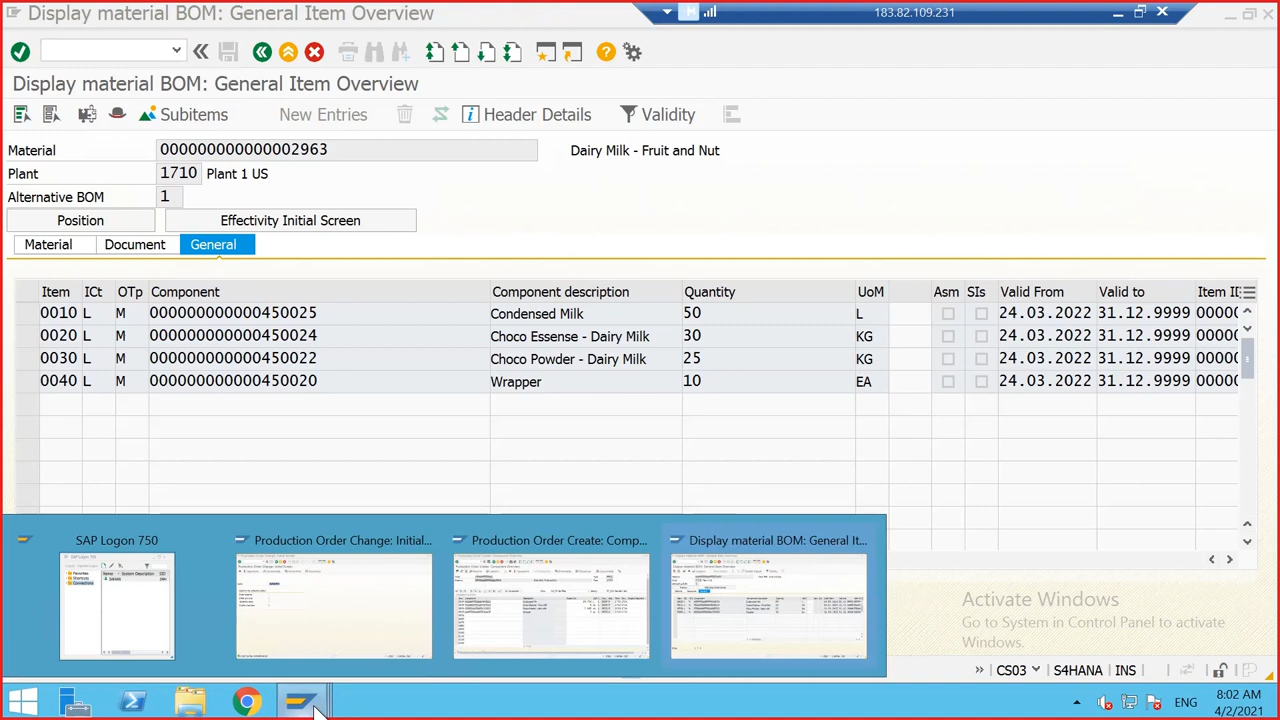 Display material BOM: General Item Overview
183.82.109.231
Display material BOM: General Item Overview
Subitems New Entries Header Details Validity
Material 000000000000002963 Dairy Milk - Fruit and Nut
Plant 1710 Plant 1 US
Alternative BOM 1
Position Effectivity Initial Screen
Material Document General
Item ICt OTp Component Component description Quantity UoM Asm SIs Valid From Valid to Item ID
0010 L M 000000000000450025 Condensed Milk 50 L 24.03.2022 31.12.9999 00000
0020 L M 000000000000450024 Choco Essense - Dairy Milk 30 KG 24.03.2022 31.12.9999 00000
0030 L M 000000000000450022 Choco Powder - Dairy Milk 25 KG 24.03.2022 31.12.9999 00000
0040 L M 000000000000450020 Wrapper 10 EA 24.03.2022 31.12.9999 00000
SAP Logon 750 Production Order Change: Initial... Production Order Create: Comp... Display material BOM: General It...
Activate Windows
Go to System in Control Panel to activate
Windows.
» CS03 S4HANA INS
ENG 8:02 AM
4/2/2021